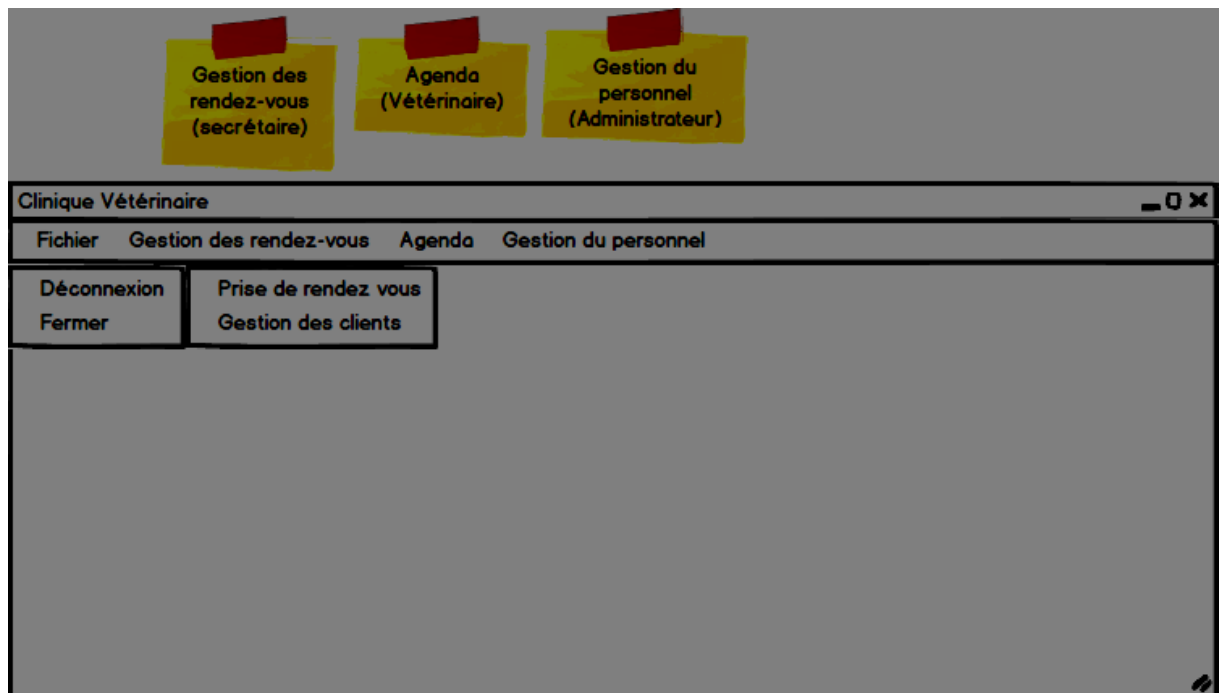 Gestion des
rendez-vous
(secrétaire)
Agenda
(Vétérinaire)
Gestion du
personnel
(Administrateur)
Clinique Vétérinaire
Fichier Gestion des rendez-vous Agenda Gestion du personnel
Déconnexion Prise de rendez vous
Fermer Gestion des clients